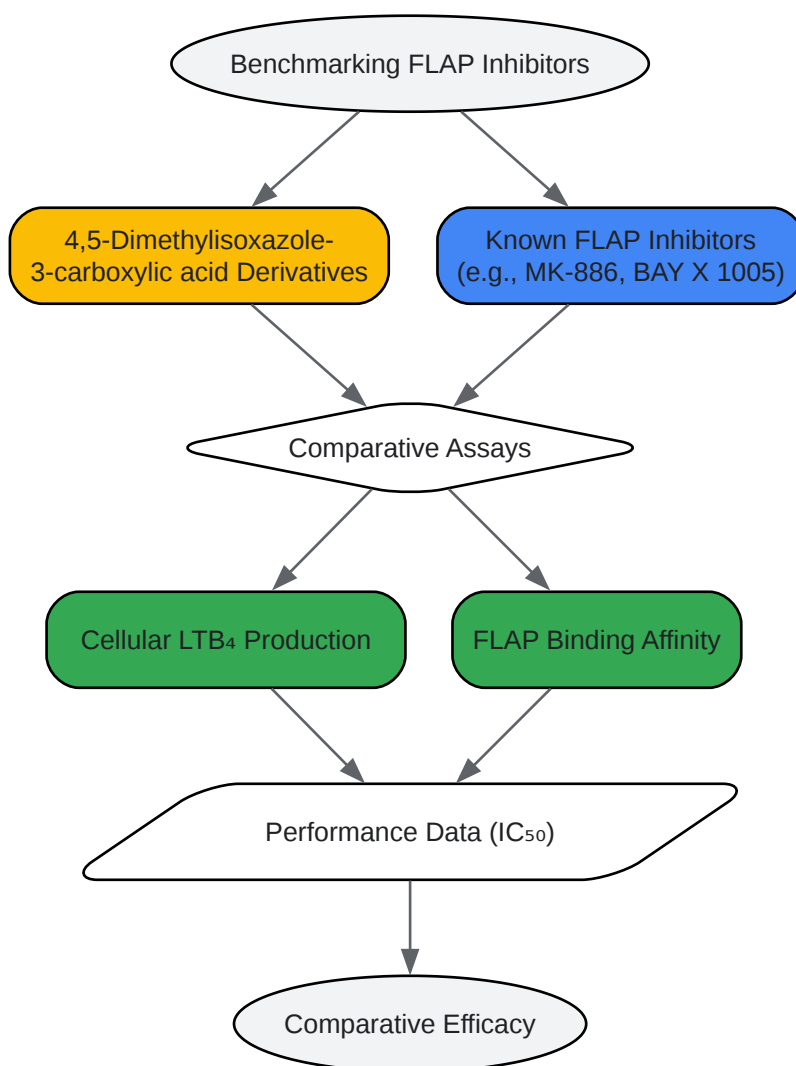 Benchmarking FLAP Inhibitors
4,5-Dimethylisoxazole-
3-carboxylic acid Derivatives
Known FLAP Inhibitors
(e.g., MK-886, BAY X 1005)
Comparative Assays
Cellular LTB₄ Production
FLAP Binding Affinity
Performance Data (IC₅₀)
Comparative Efficacy